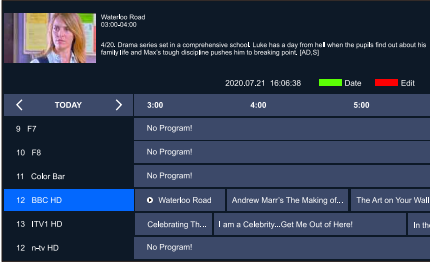 Waterloo Road
03:00-04:00
4/20. Drama series set in a comprehensive school. Luke has a day from hell when the pupils find out about his
family life and Max's tough discipline pushes him to breaking point. [AD,S]
2020.07.21 16:06:38 Date Edit
TODAY 3:00 4:00 5:00
9 F7 No Program!
10 F8 No Program!
11 Color Bar No Program!
12 BBC HD Waterloo Road Andrew Marr's The Making of... The Art on Your Wall
13 ITV1 HD Celebrating Th... I am a Celebrity...Get Me Out of Here! In the
12 n-tv HD No Program!